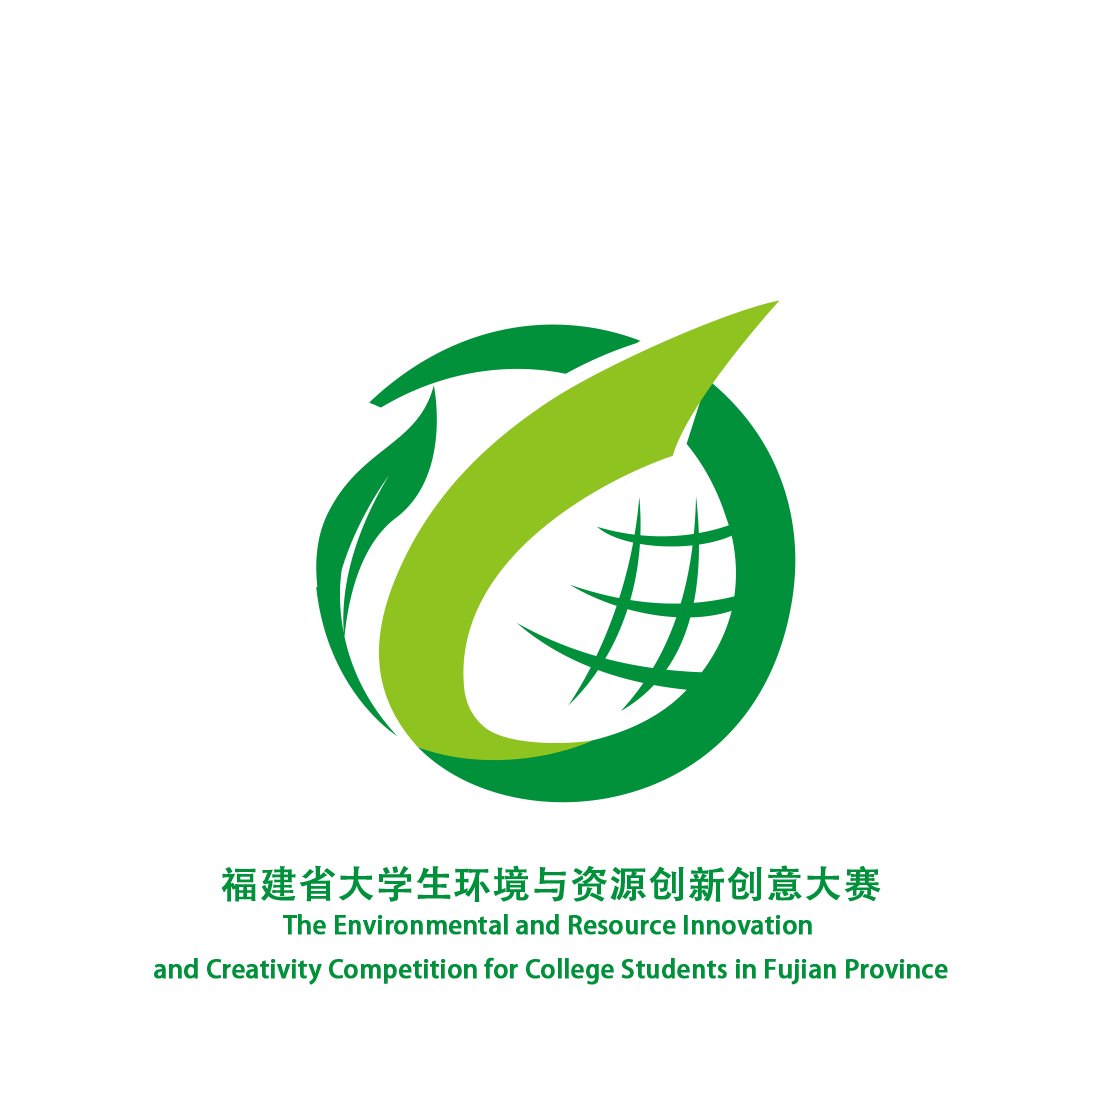 福建省大学生环境与资源创新创意大赛
The Environmental and Resource Innovation
and Creativity Competition for College Students in Fujian Province